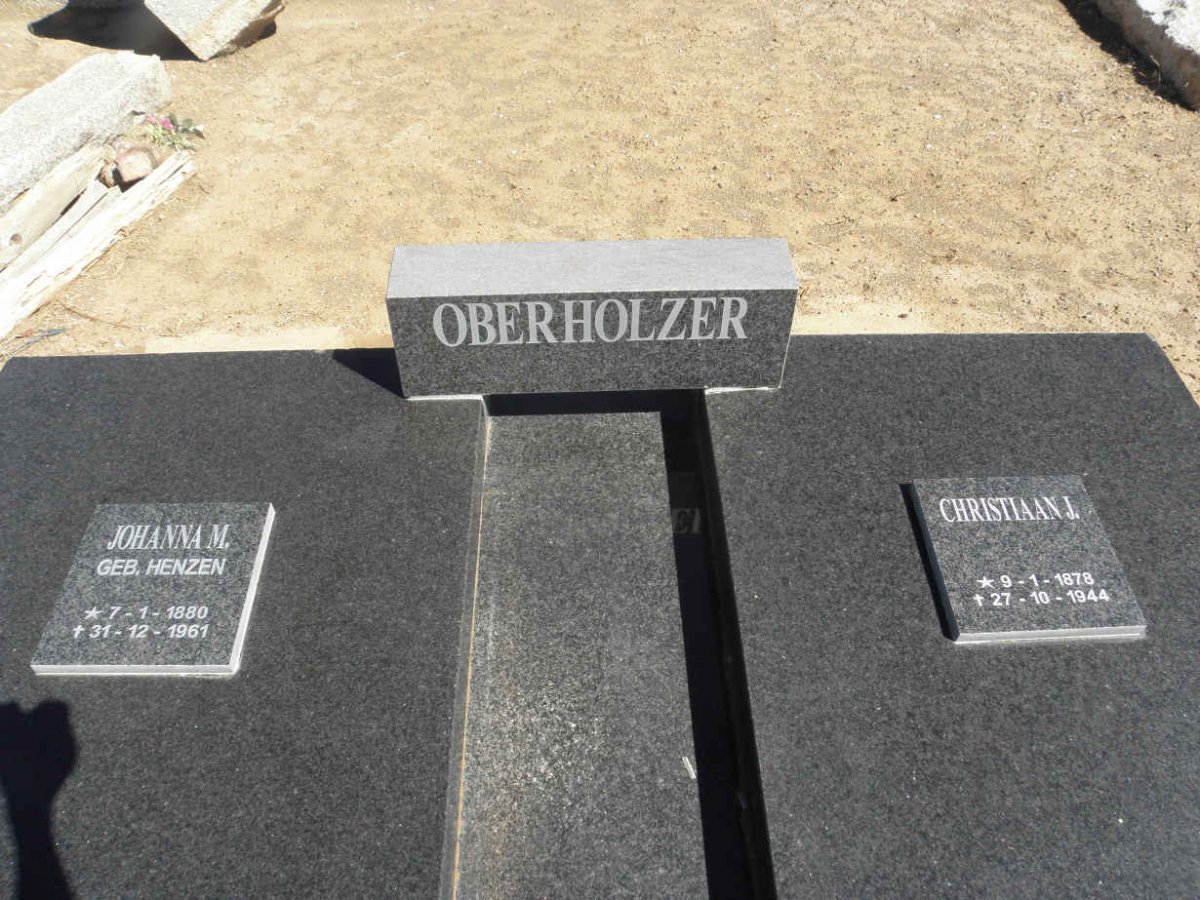 OBERHOLZER
JOHANNA M.
GEB. HENZEN
★ 7 - 1 - 1880
✝ 31 - 12 - 1961
CHRISTIAAN J.
★ 9 - 1 - 1878
✝ 27 - 10 - 1944